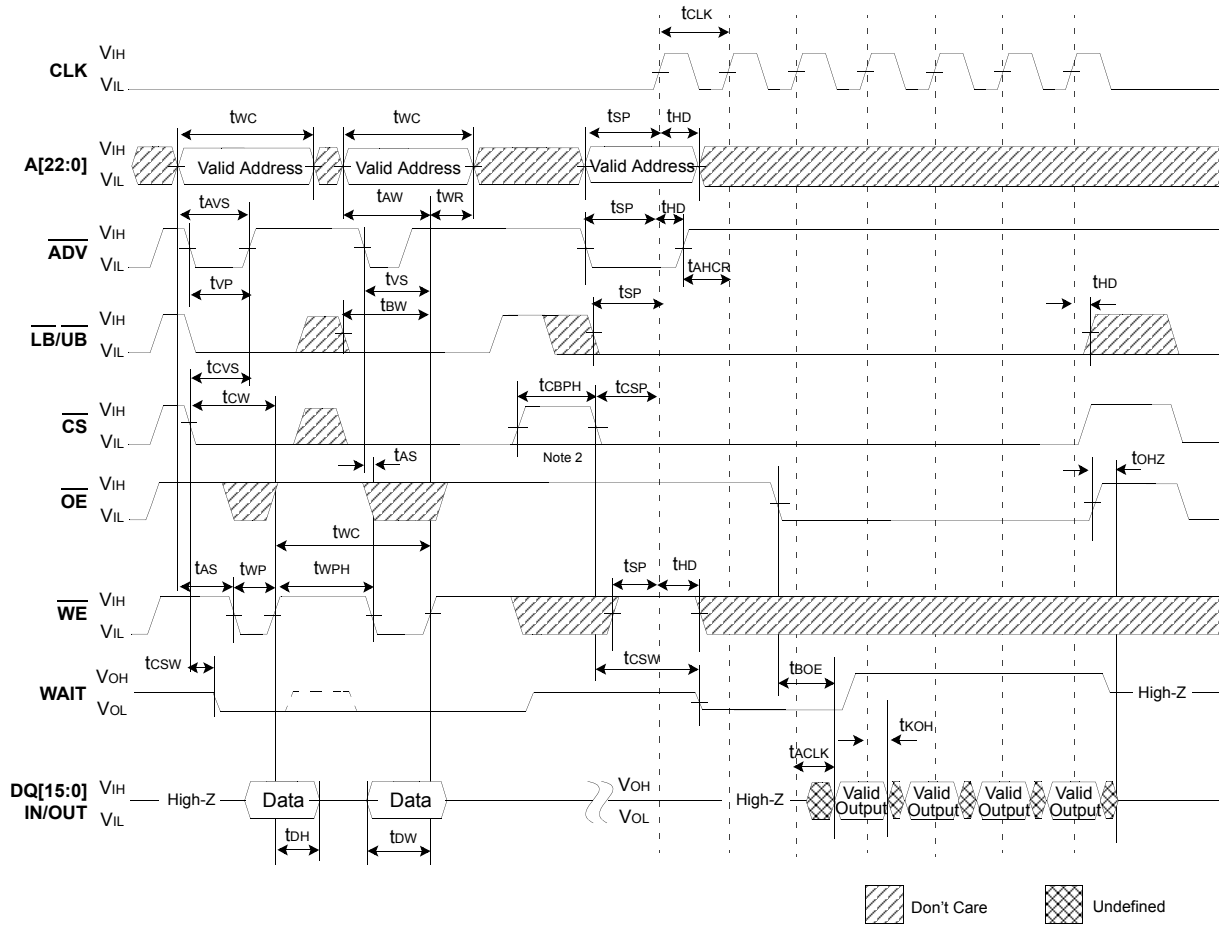 tCLK
VIH
CLK
VIL
tWC tWC tSP tHD
VIH
A[22:0] Valid Address Valid Address Valid Address
VIL
tAVS tAW tWR tSP tHD
VIH
ADV
VIL
tVP tVS tAHCR
tBW tSP tHD
VIH
LB/UB
VIL
tCVS
tCW tCBPH tCSP
VIH
CS
VIL
Note 2
tAS tOHZ
VIH
OE
VIL
tWC
tAS tWP tWPH tSP tHD
VIH
WE
VIL
tCSW tCSW tBOE
VOH
WAIT High-Z
VOL
tKOH
tACLK
DQ[15:0] VIH High-Z Data Data VOH High-Z Valid Valid Valid Valid
IN/OUT VIL VOL Output Output Output Output
tDH tDW
Don't Care Undefined